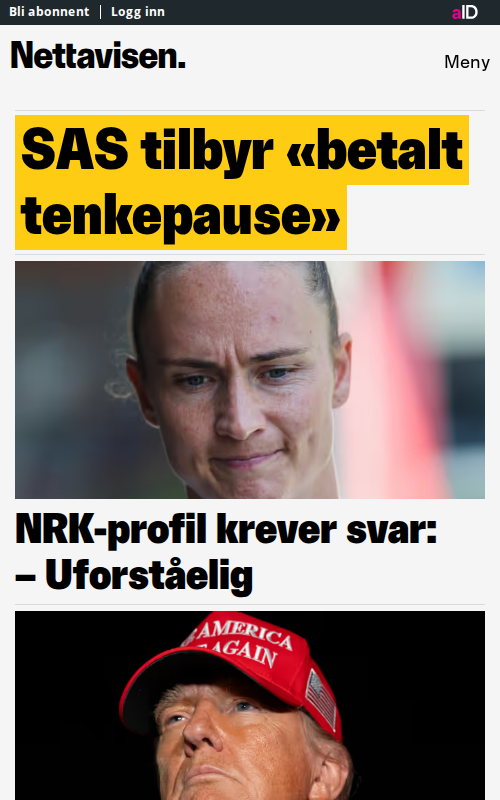 Bli abonnent
Logg inn
aID
Nettavisen.
Meny
SAS tilbyr «betalt
tenkepause»
NRK-profil krever svar:
– Uforståelig
AMERICA
AGAIN